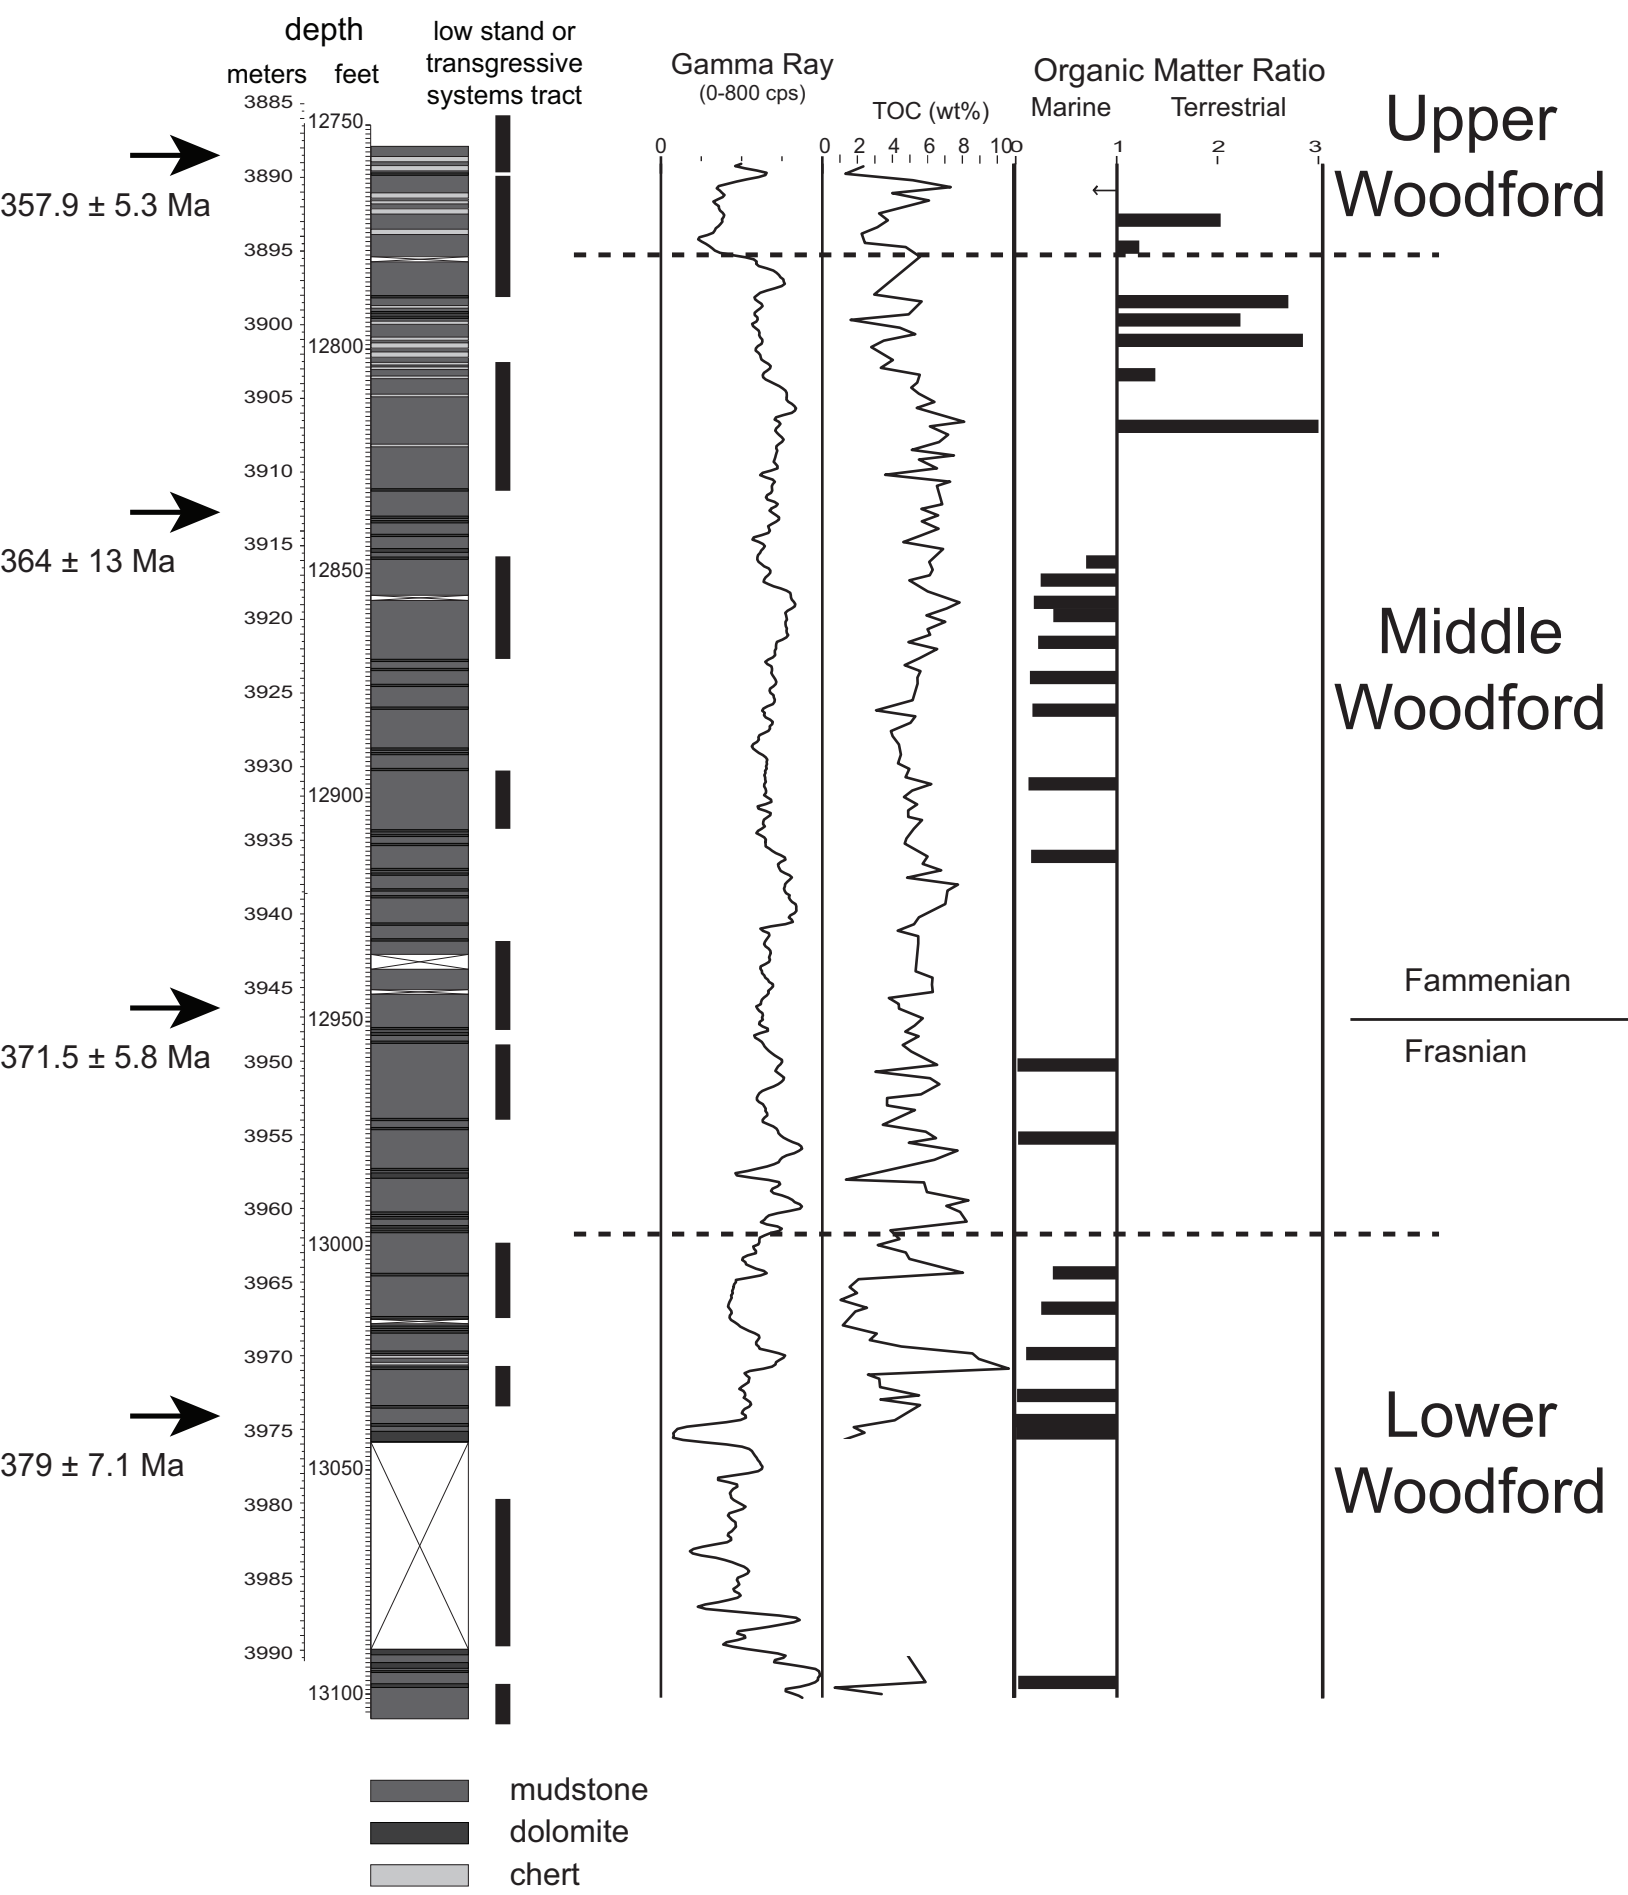 depth
meters feet
low stand or
transgressive
systems tract
Gamma Ray
(0-800 cps)
TOC (wt%)
Organic Matter Ratio
Marine Terrestrial
0
0 2 4 6 8 10
0 1 2 3
3885
3890
3895
3900
3905
3910
3915
3920
3925
3930
3935
3940
3945
3950
3955
3960
3965
3970
3975
3980
3985
3990
12750
12800
12850
12900
12950
13000
13050
13100
357.9 ± 5.3 Ma
364 ± 13 Ma
371.5 ± 5.8 Ma
379 ± 7.1 Ma
Upper
Woodford
Middle
Woodford
Fammenian
Frasnian
Lower
Woodford
mudstone
dolomite
chert